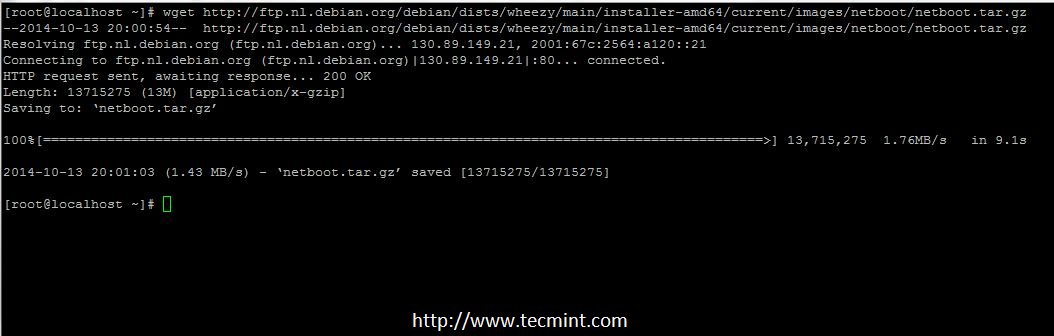 [root@localhost ~]# wget http://ftp.nl.debian.org/debian/dists/wheezy/main/installer-amd64/current/images/netboot/netboot.tar.gz
--2014-10-13 20:00:54--  http://ftp.nl.debian.org/debian/dists/wheezy/main/installer-amd64/current/images/netboot/netboot.tar.gz
Resolving ftp.nl.debian.org (ftp.nl.debian.org)... 130.89.149.21, 2001:67c:2564:a120::21
Connecting to ftp.nl.debian.org (ftp.nl.debian.org)|130.89.149.21|:80... connected.
HTTP request sent, awaiting response... 200 OK
Length: 13715275 (13M) [application/x-gzip]
Saving to: ‘netboot.tar.gz’
100%[==========================================================================================>] 13,715,275  1.76MB/s   in 9.1s
2014-10-13 20:01:03 (1.43 MB/s) - ‘netboot.tar.gz’ saved [13715275/13715275]
[root@localhost ~]#
http://www.tecmint.com